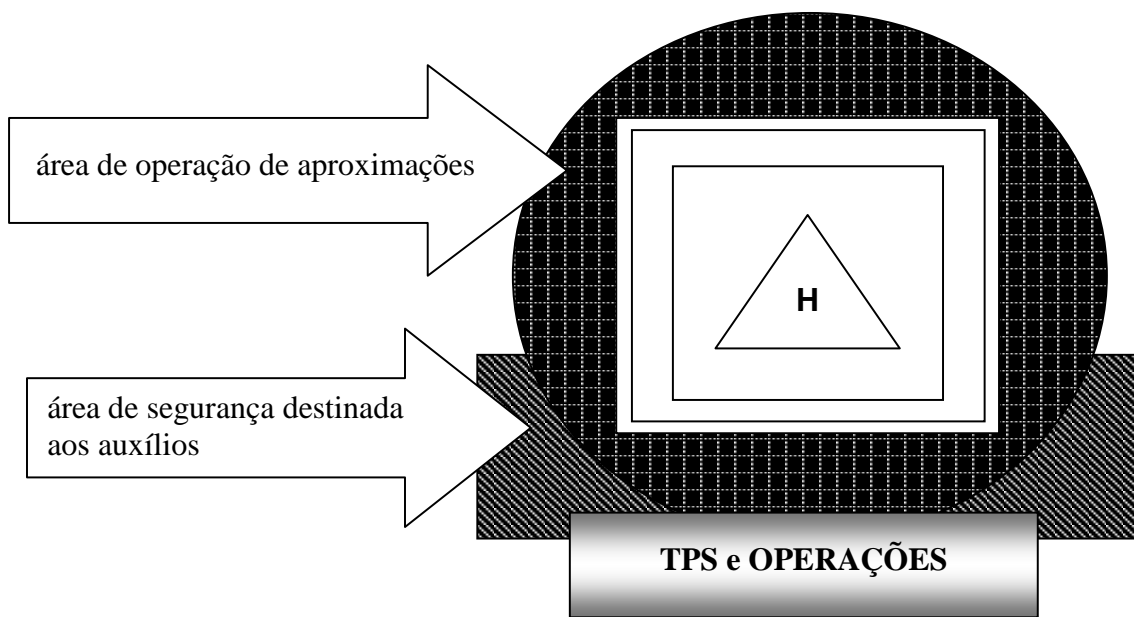 área de operação de aproximações
H
área de segurança destinada
aos auxílios
TPS e OPERAÇÕES